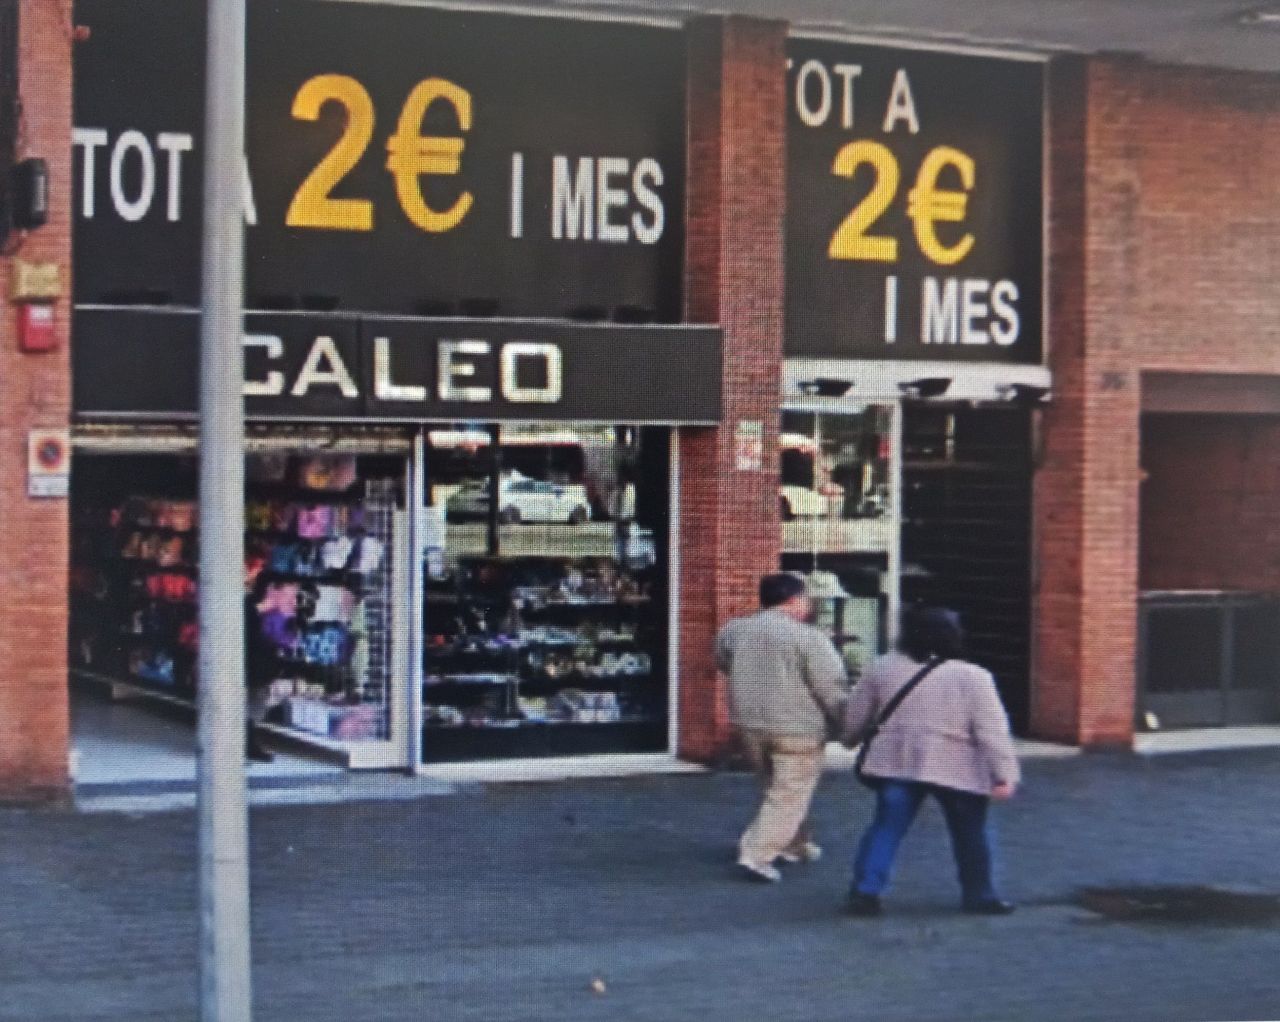 TOT A 2€ I MES
TOT A
2€
I MES
CALEO